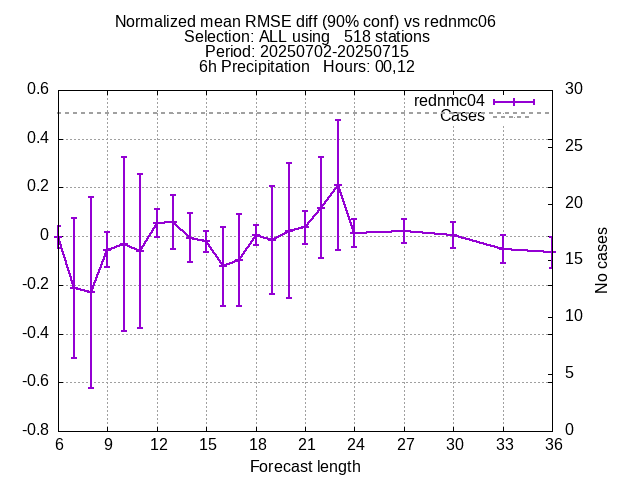 Normalized mean RMSE diff (90% conf) vs rednmc06
Selection: ALL using   518 stations
Period: 20250702-20250715
6h Precipitation   Hours: 00,12
rednmc04
Cases
0.6
0.4
0.2
0
-0.2
-0.4
-0.6
-0.8
30
25
20
15
10
5
0
No cases
6 9 12 15 18 21 24 27 30 33 36
Forecast length